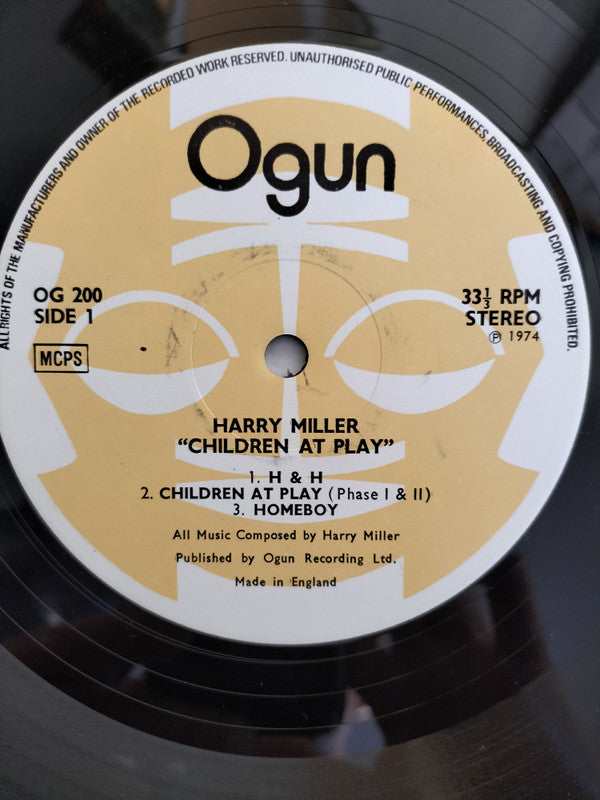 ALL RIGHTS OF THE MANUFACTURERS AND OWNER OF THE RECORDED WORK RESERVED. UNAUTHORISED PUBLIC PERFORMANCES, BROADCASTING AND COPYING PROHIBITED.
Ogun
OG 200
SIDE 1
MCPS
33⅓ RPM
STEREO
℗ 1974
HARRY MILLER
“CHILDREN AT PLAY”
1. H & H
2. CHILDREN AT PLAY (Phase I & II)
3. HOMEBOY
All Music Composed by Harry Miller
Published by Ogun Recording Ltd.
Made in England